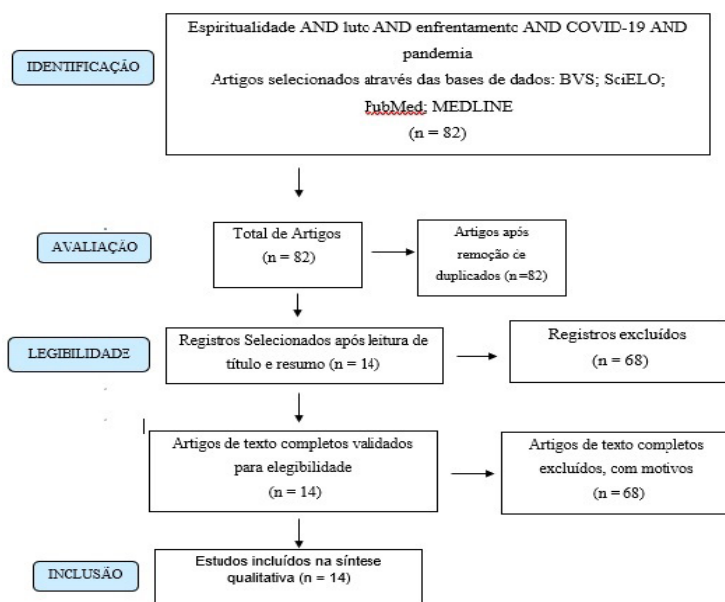 IDENTIFICAÇÃO
Espiritualidade AND luto AND enfrentamento AND COVID-19 AND
pandemia
Artigos selecionados através das bases de dados: BVS; SciELO;
PubMed; MEDLINE
(n = 82)
AVALIAÇÃO
Total de Artigos
(n = 82)
Artigos após
remoção de
duplicados (n=82)
LEGIBILIDADE
Registros Selecionados após leitura de
título e resumo (n = 14)
Registros excluídos
(n = 68)
Artigos de texto completos validados
para elegibilidade
(n = 14)
Artigos de texto completos
excluídos, com motivos
(n = 68)
INCLUSÃO
Estudos incluídos na síntese
qualitativa (n = 14)